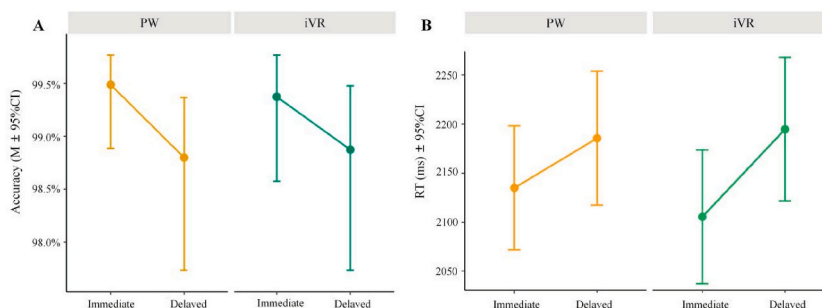 A
PW
iVR
Accuracy (M ± 95%CI)
99.5%
99.0%
98.5%
98.0%
Immediate Delayed Immediate Delayed
B
PW
iVR
RT (ms) ± 95%CI
2250
2200
2150
2100
2050
Immediate Delayed Immediate Delayed